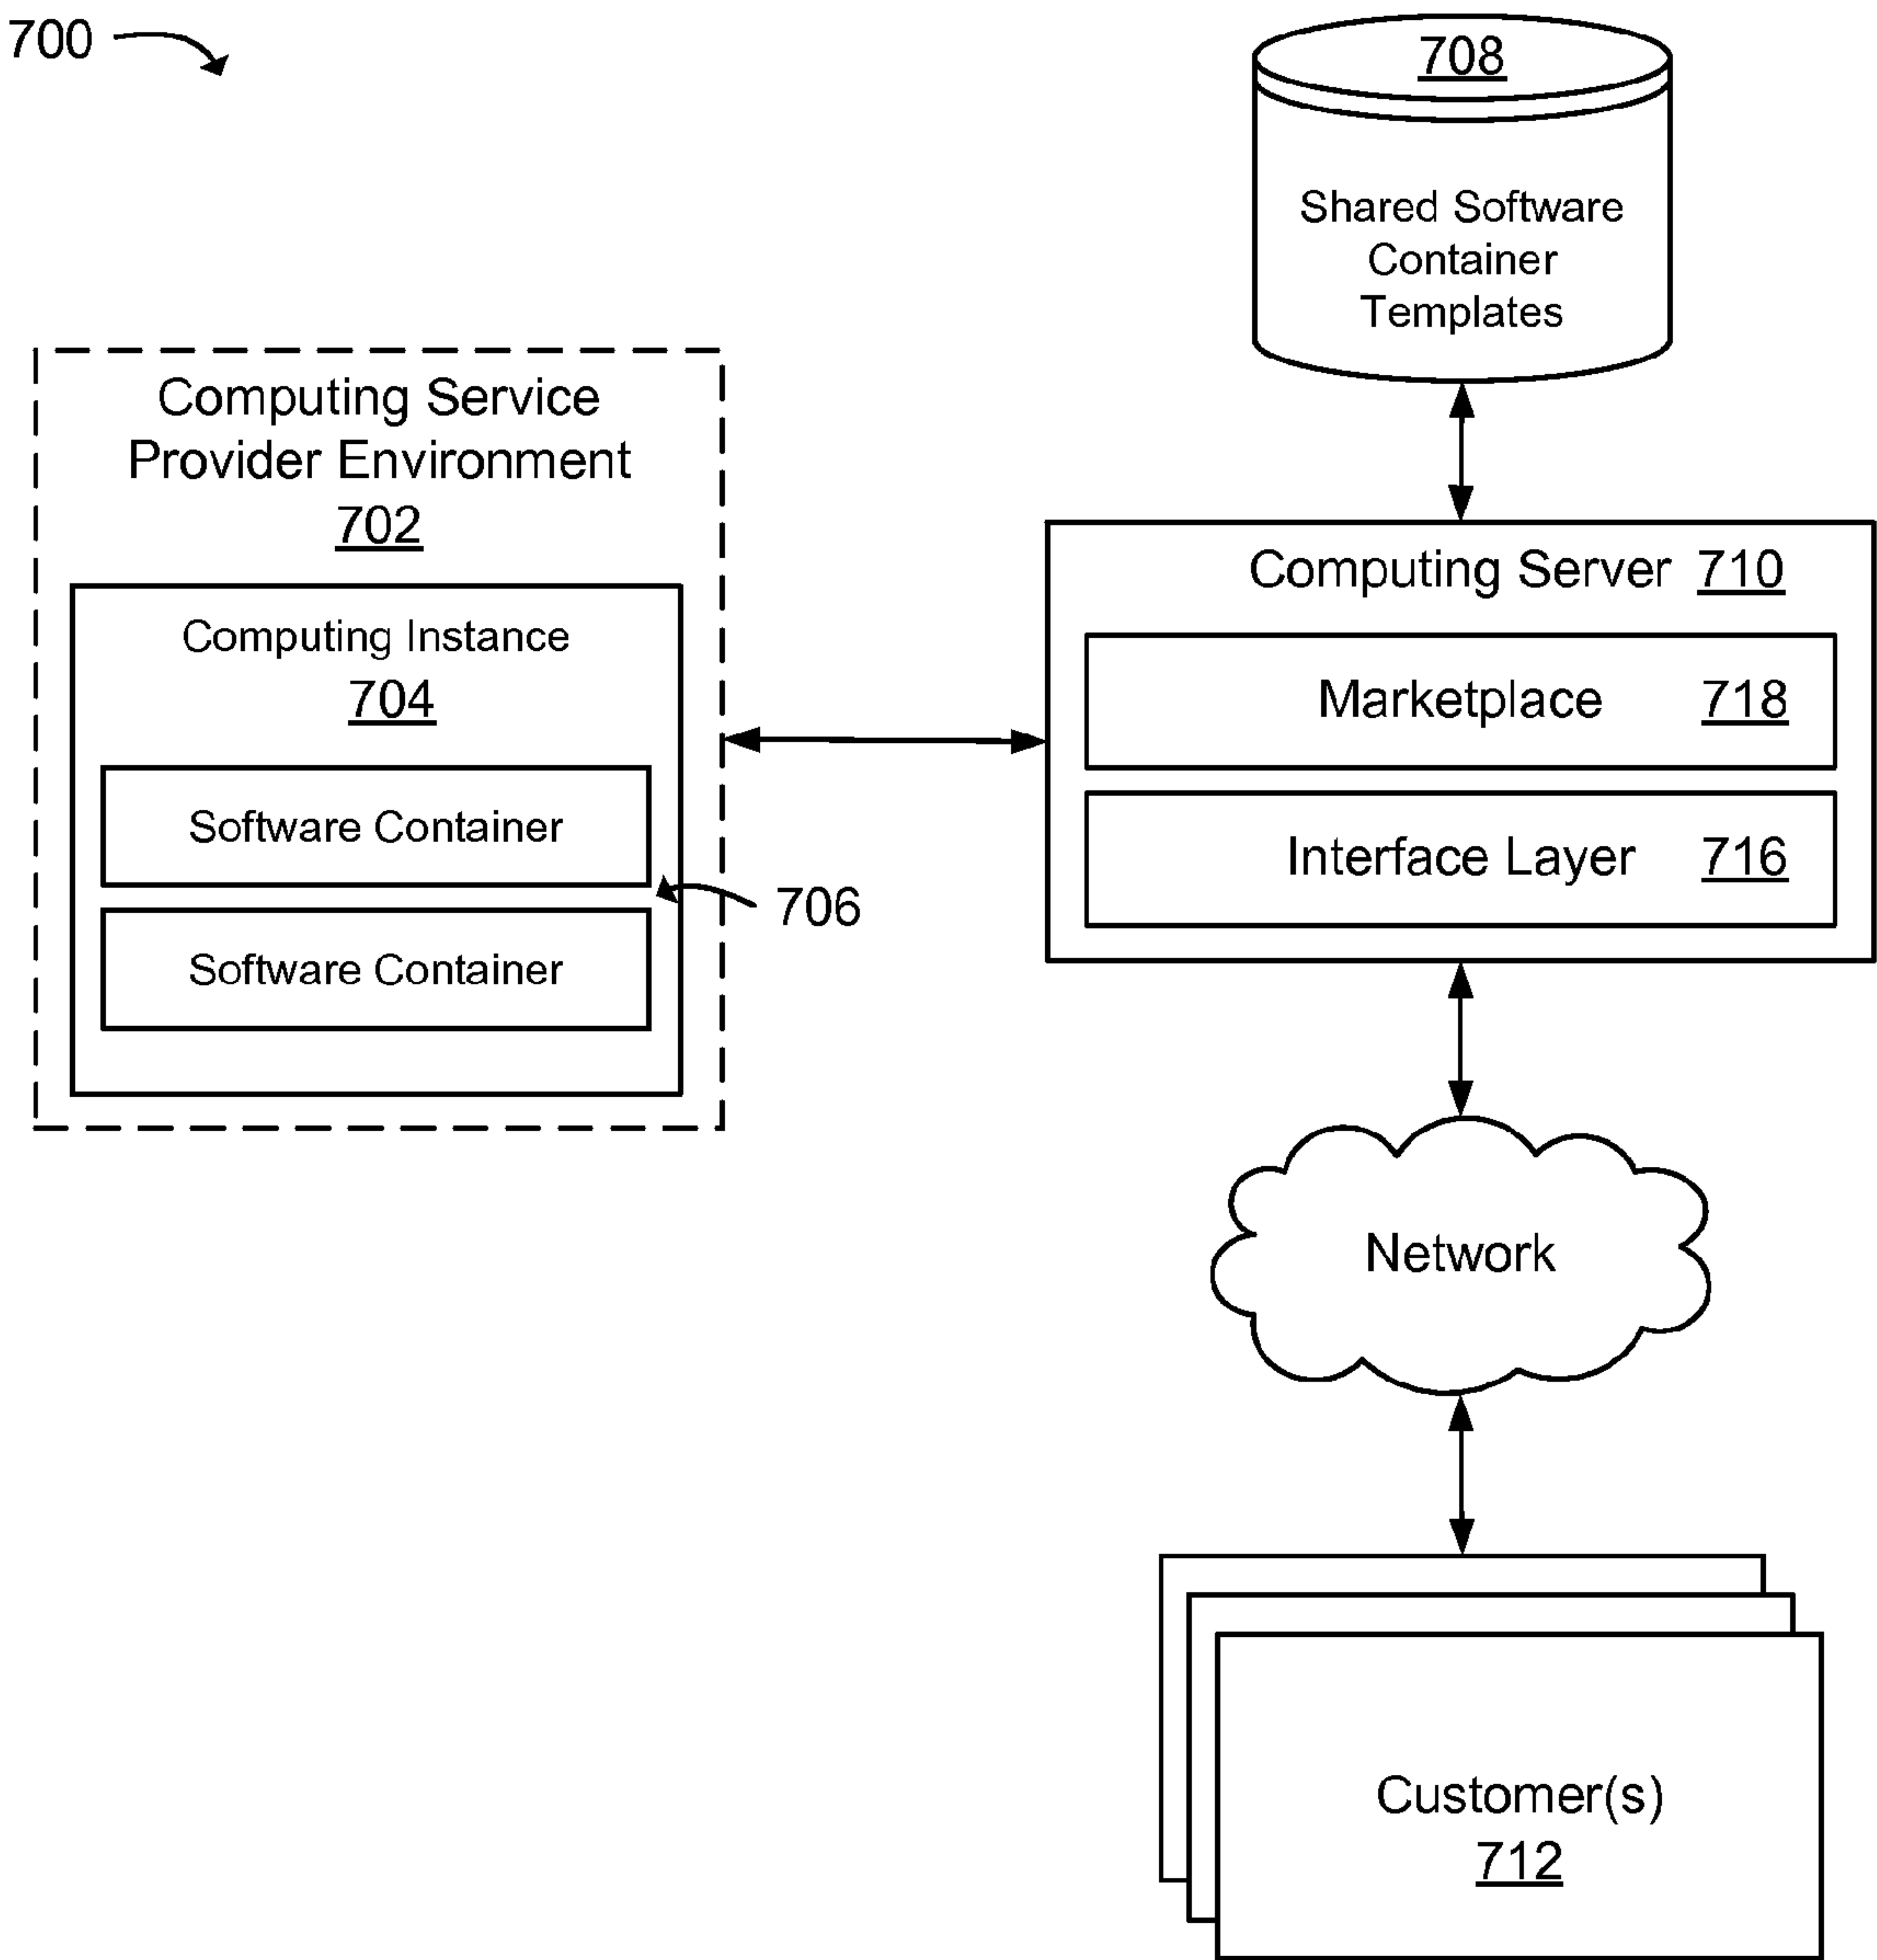 700
708
Shared Software
Container
Templates
Computing Service
Provider Environment
702
Computing Instance
704
Software Container
Software Container
706
Computing Server 710
Marketplace 718
Interface Layer 716
Network
Customer(s)
712